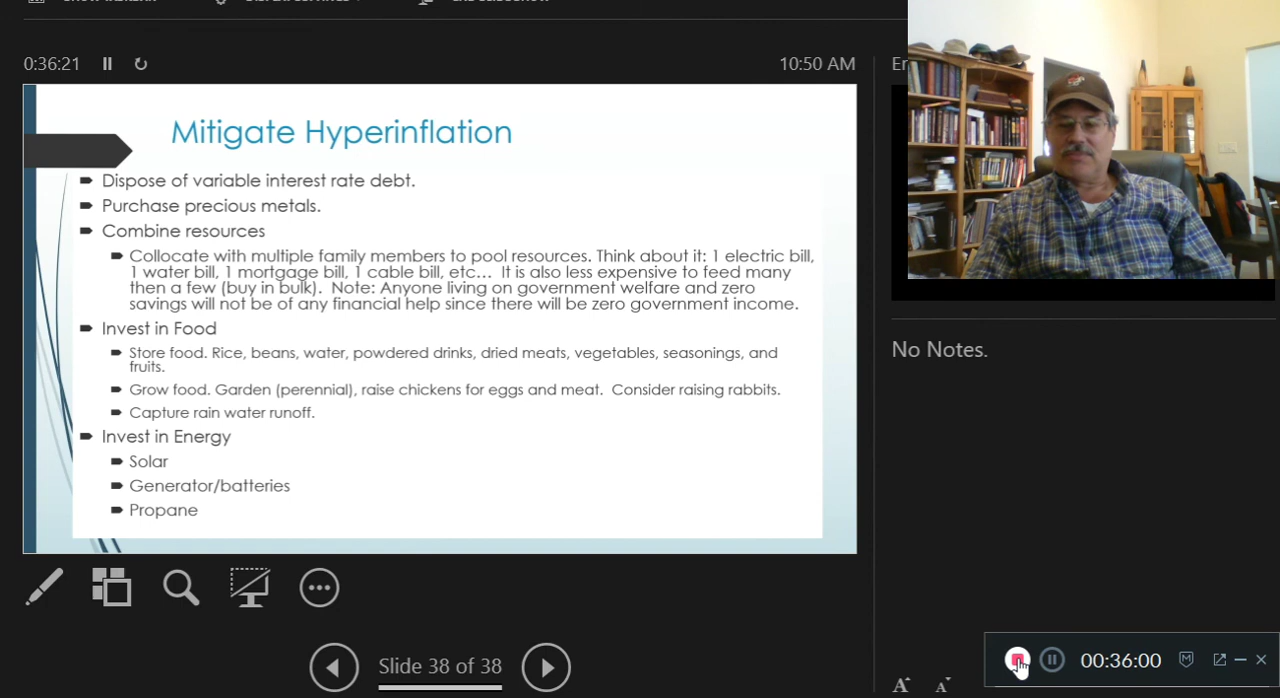 0:36:21
10:50 AM
Mitigate Hyperinflation
Dispose of variable interest rate debt.
Purchase precious metals.
Combine resources
Collocate with multiple family members to pool resources. Think about it: 1 electric bill,
1 water bill, 1 mortgage bill, 1 cable bill, etc… It is also less expensive to feed many
then a few (buy in bulk). Note: Anyone living on government welfare and zero
savings will not be of any financial help since there will be zero government income.
Invest in Food
Store food. Rice, beans, water, powdered drinks, dried meats, vegetables, seasonings, and
fruits.
Grow food. Garden (perennial), raise chickens for eggs and meat. Consider raising rabbits.
Capture rain water runoff.
Invest in Energy
Solar
Generator/batteries
Propane
No Notes.
Slide 38 of 38
A A
00:36:00